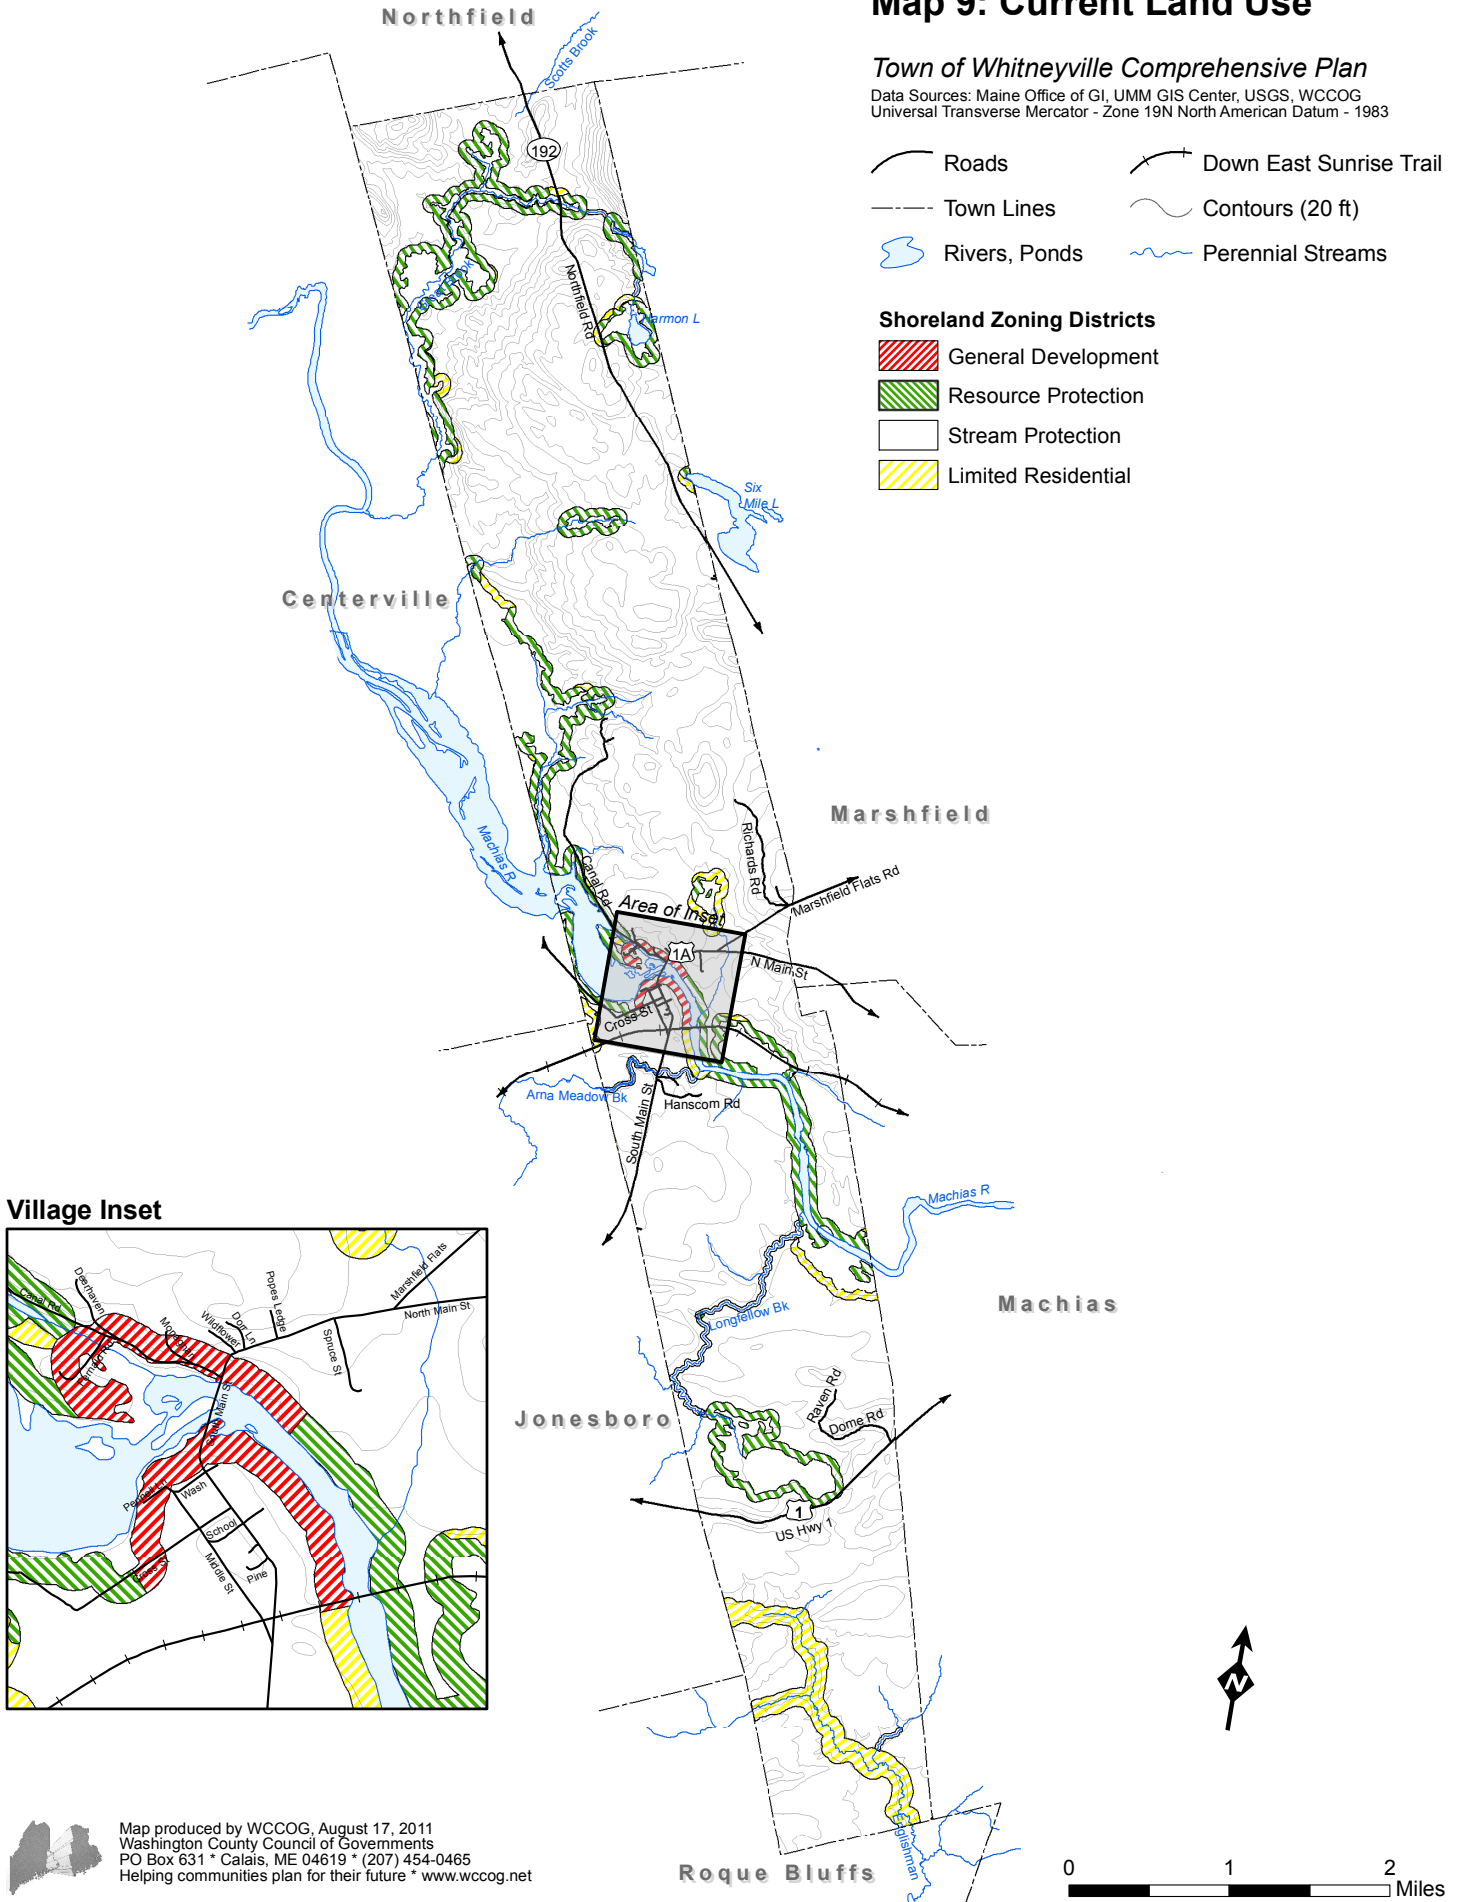 Map 9: Current Land Use
Town of Whitneyville Comprehensive Plan
Data Sources: Maine Office of GI, UMM GIS Center, USGS, WCCOG
Universal Transverse Mercator - Zone 19N North American Datum - 1983
Roads
Down East Sunrise Trail
Town Lines
Contours (20 ft)
Rivers, Ponds
Perennial Streams
Shoreland Zoning Districts
General Development
Resource Protection
Stream Protection
Limited Residential
Northfield
Scotts Brook
192
Northfield Rd
Harmon L
Six
Mile L
Centerville
Marshfield
Machias R
Canal Rd
Richards Rd
Marshfield Flats Rd
Area of Inset
1A
N Main St
Cross St
Arna Meadow Bk
Hanscom Rd
South Main St
Machias R
Longfellow Bk
Machias
Jonesboro
Raven Rd
Dome Rd
1
US Hwy 1
Englishman
Roque Bluffs
Village Inset
Canal Rd
Deerhaven
Popes Ledge
Marshfield Flats
North Main St
Wildflower
Dorr Ln
Spruce St
South Main St
Wash
School
Middle St
Pine
N
0 1 2
Miles
Map produced by WCCOG, August 17, 2011
Washington County Council of Governments
PO Box 631 * Calais, ME 04619 * (207) 454-0465
Helping communities plan for their future * www.wccog.net